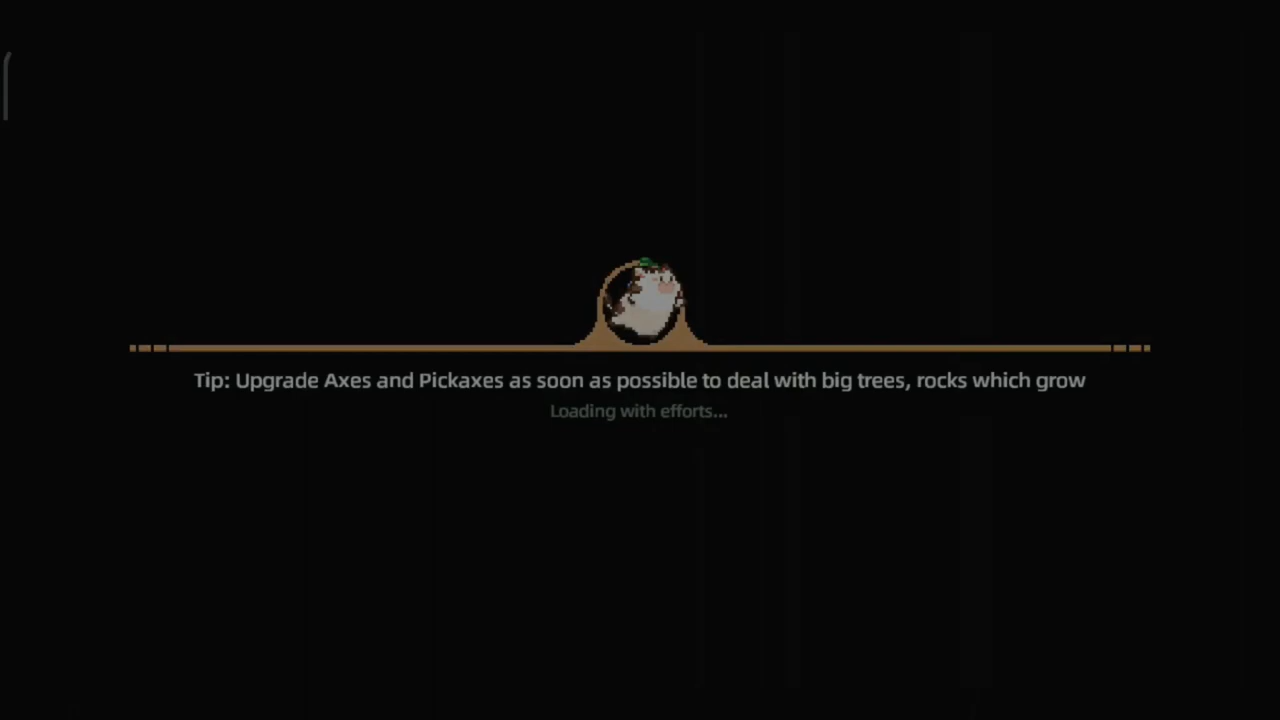 Tip: Upgrade Axes and Pickaxes as soon as possible to deal with big trees, rocks which grow
Loading with efforts...